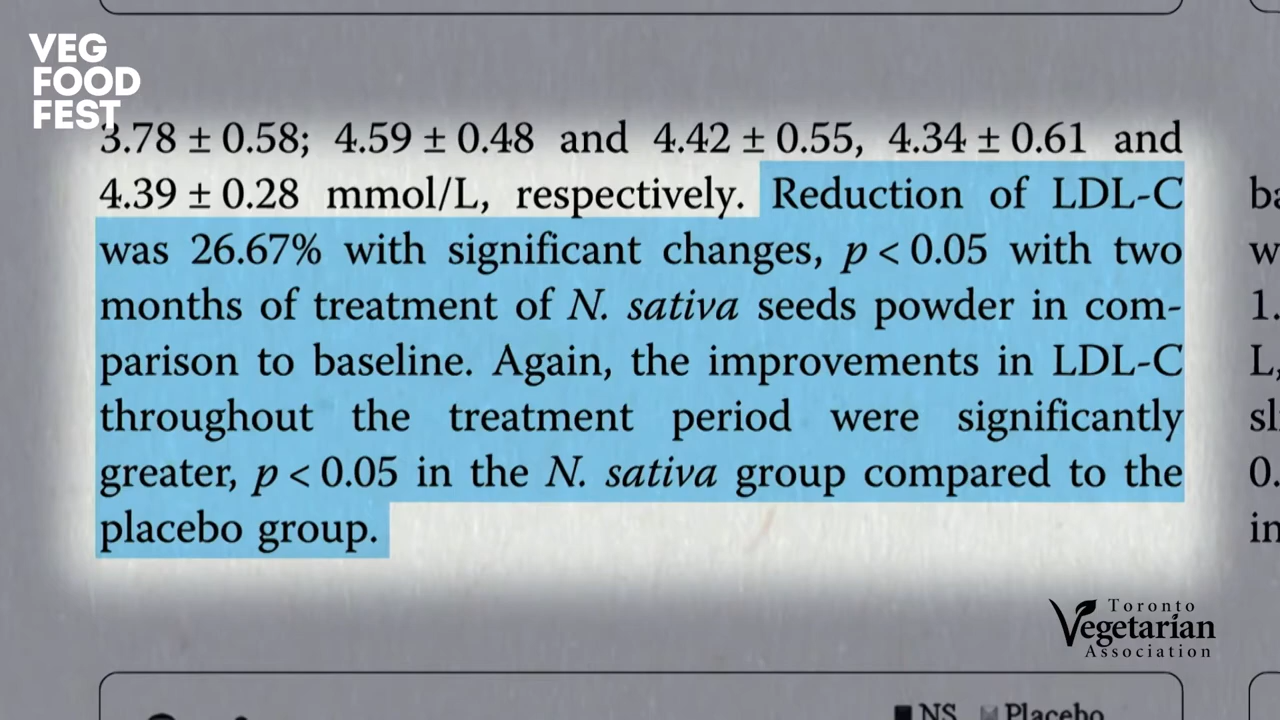 VEG
FOOD
FEST
3.78 ± 0.58; 4.59 ± 0.48 and 4.42 ± 0.55, 4.34 ± 0.61 and
4.39 ± 0.28 mmol/L, respectively. Reduction of LDL-C
was 26.67% with significant changes, p < 0.05 with two
months of treatment of N. sativa seeds powder in com-
parison to baseline. Again, the improvements in LDL-C
throughout the treatment period were significantly
greater, p < 0.05 in the N. sativa group compared to the
placebo group.
1.
L,
0.
in
Toronto
Vegetarian
Association
NS Placebo